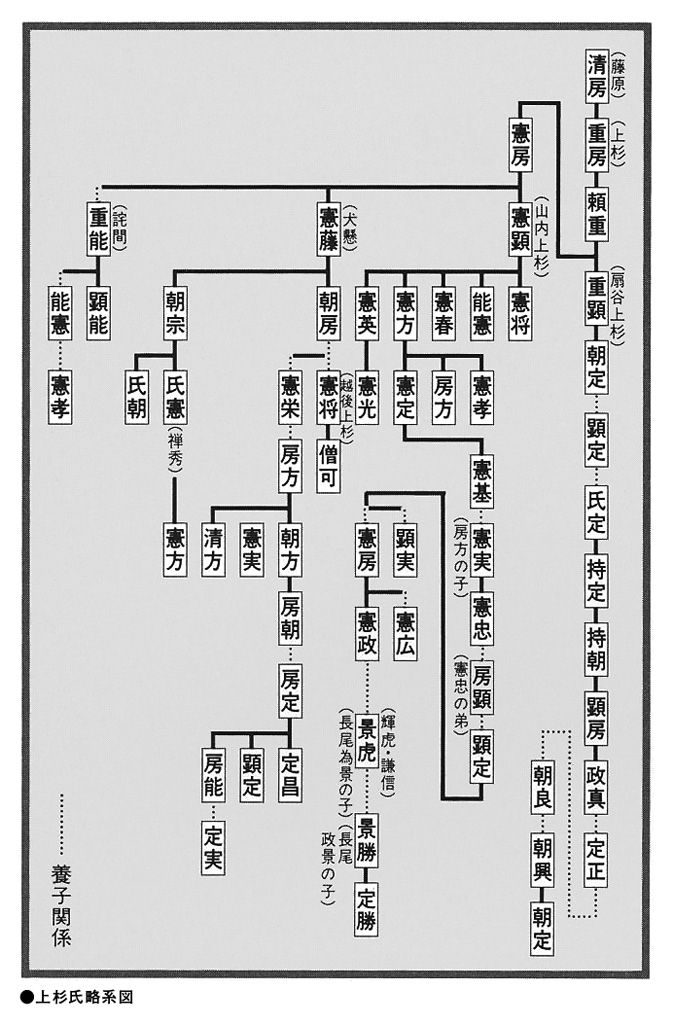 (藤原)
清房
(上杉)
重房
頼重
(扇谷上杉)
重顕
朝定
顕定
氏定
持定
持朝
顕房
政真
定正
朝良
朝興
朝定
憲房
(山内上杉)
憲顕
憲将
能憲
憲春
憲方
憲英
憲孝
房方
憲定
憲光
憲基
憲実
(房方の子)
憲忠
房顕
(憲忠の弟)
顕定
顕実
憲房
憲広
憲政
景虎
(輝虎・謙信)
(長尾為景の子)
景勝
(長尾
政景の子)
定勝
(犬懸)
憲藤
朝房
朝宗
憲将
(越後上杉)
憲栄
僧可
房方
朝方
憲実
清方
房朝
房定
定昌
顕定
房能
定実
氏憲
(禅秀)
氏朝
憲方
(詫間)
重能
顕能
能憲
憲孝
養子関係
●上杉氏略系図